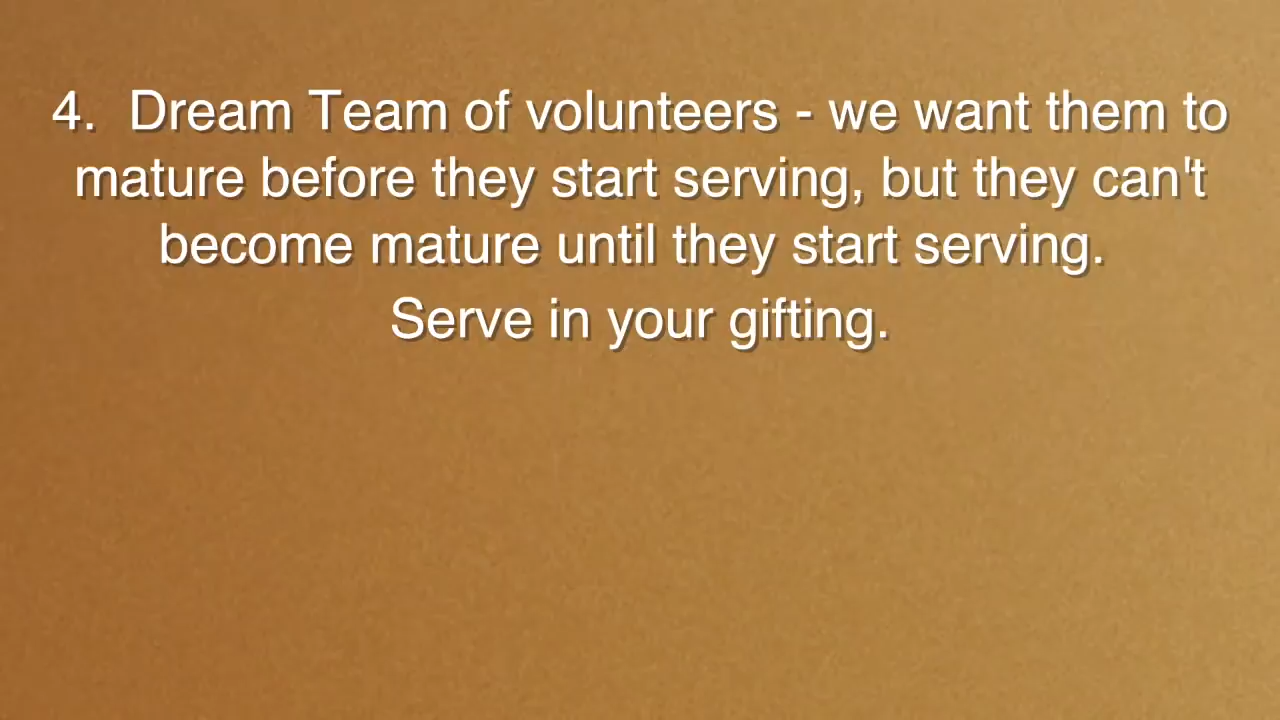 4.  Dream Team of volunteers - we want them to
mature before they start serving, but they can't
become mature until they start serving.
Serve in your gifting.